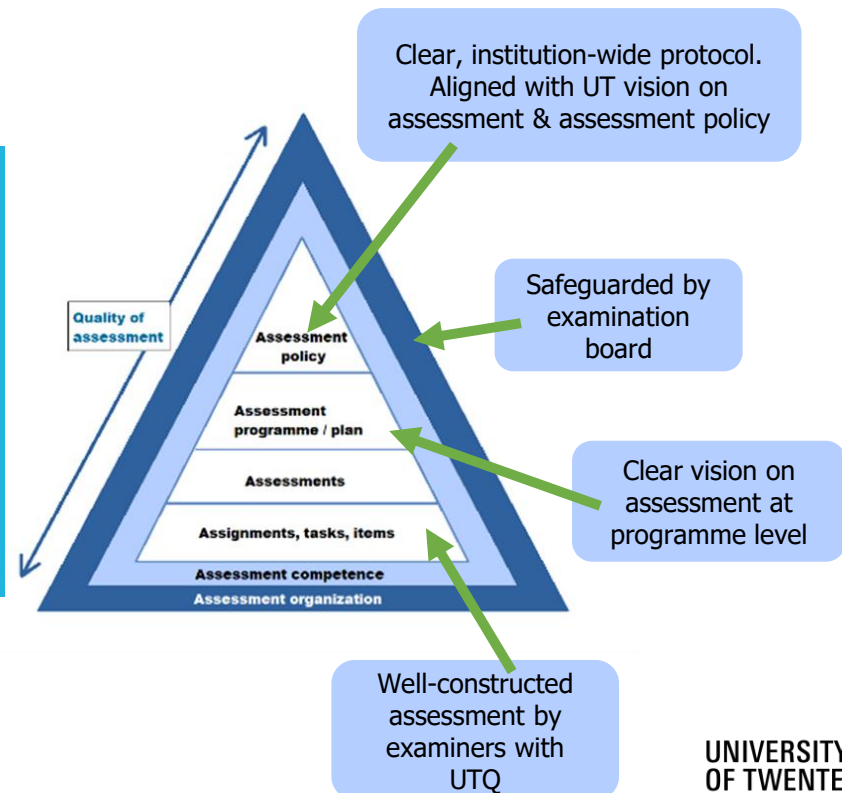 Clear, institution-wide protocol.
Aligned with UT vision on
assessment & assessment policy
Safeguarded by
examination
board
Quality of
assessment
Assessment
policy
Assessment
programme / plan
Clear vision on
assessment at
programme level
Assessments
Assignments, tasks, items
Assessment competence
Assessment organization
Well-constructed
assessment by
examiners with
UTQ
UNIVERSITY
OF TWENTE